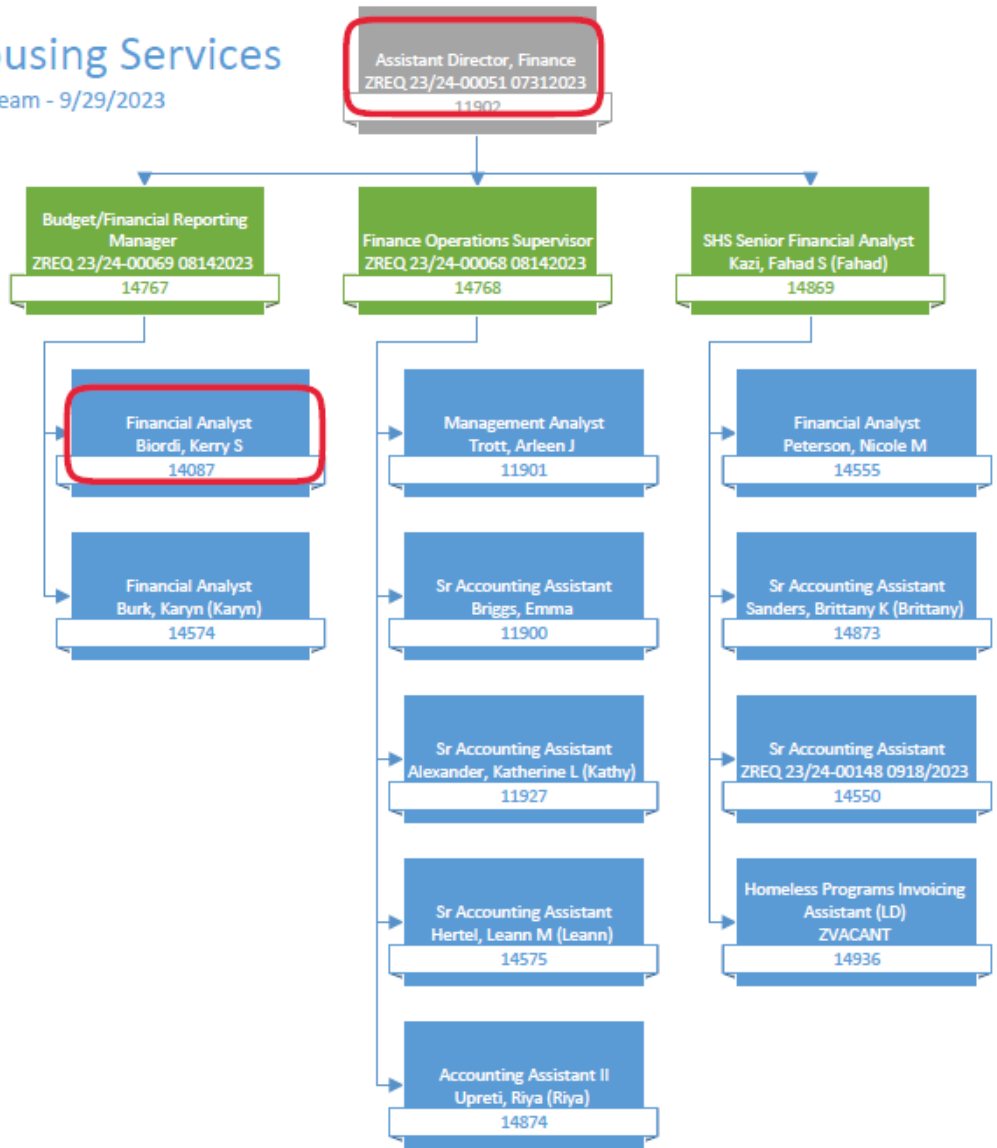 ousing Services
eam - 9/29/2023
Assistant Director, Finance
ZREQ 23/24-00051 07312023
11902
Budget/Financial Reporting
Manager
ZREQ 23/24-00069 08142023
14767
Finance Operations Supervisor
ZREQ 23/24-00068 08142023
14768
SHS Senior Financial Analyst
Kazi, Fahad S (Fahad)
14869
Financial Analyst
Biordi, Kerry S
14087
Financial Analyst
Burk, Karyn (Karyn)
14574
Management Analyst
Trott, Arleen J
11901
Sr Accounting Assistant
Briggs, Emma
11900
Sr Accounting Assistant
Alexander, Katherine L (Kathy)
11927
Sr Accounting Assistant
Hertel, Leann M (Leann)
14575
Accounting Assistant II
Upreti, Riya (Riya)
14874
Financial Analyst
Peterson, Nicole M
14555
Sr Accounting Assistant
Sanders, Brittany K (Brittany)
14873
Sr Accounting Assistant
ZREQ 23/24-00148 0918/2023
14550
Homeless Programs Invoicing
Assistant (LD)
ZVACANT
14936